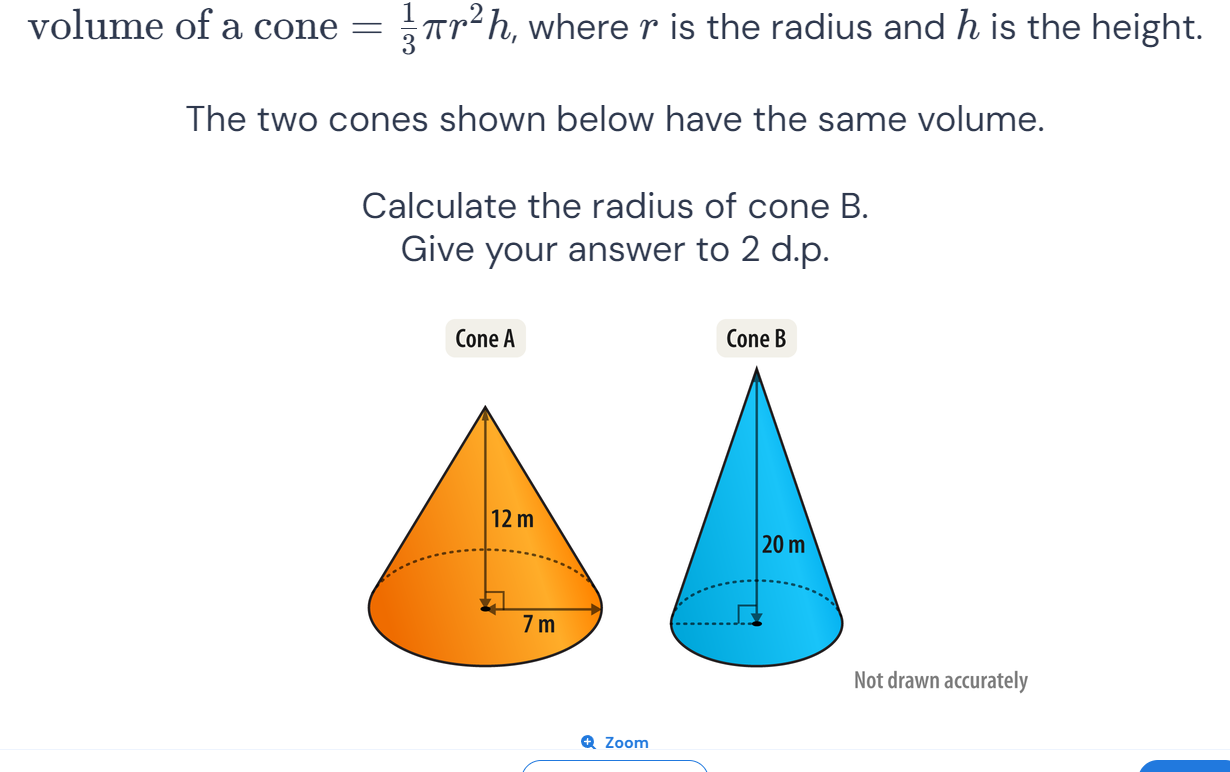 volume of a cone = \frac{1}{3}πr²h, where r is the radius and h is the height.
The two cones shown below have the same volume.
Calculate the radius of cone B.
Give your answer to 2 d.p.
Cone A
Cone B
12 m
20 m
7 m
Not drawn accurately
Zoom